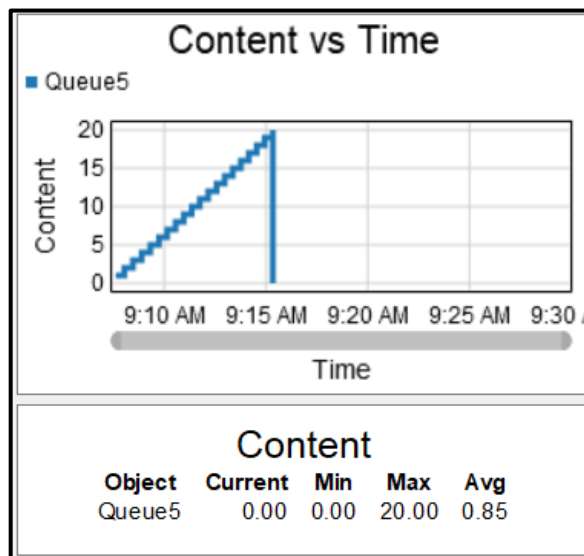 Content vs Time
Queue5
20
15
10
5
0
Content
9:10 AM 9:15 AM 9:20 AM 9:25 AM 9:30
Time
Content
Object Current Min Max Avg
Queue5 0.00 0.00 20.00 0.85